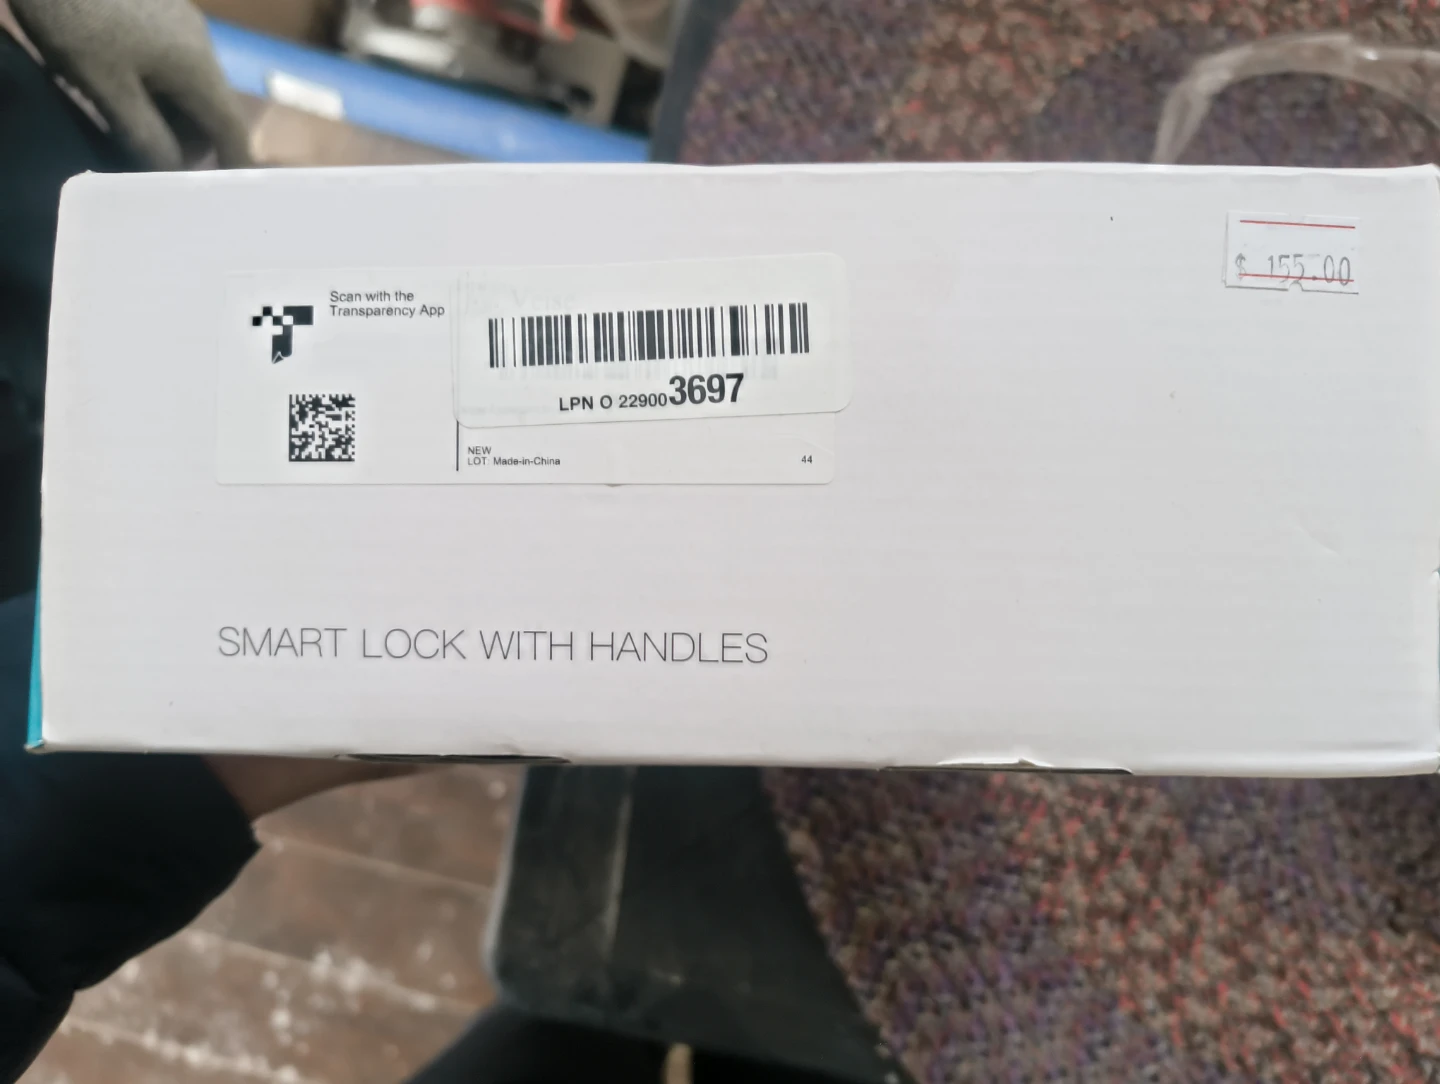 Scan with the
Transparency App
LPN O 229003697
NEW
LOT: Made-in-China
44
$ 155.00
SMART LOCK WITH HANDLES